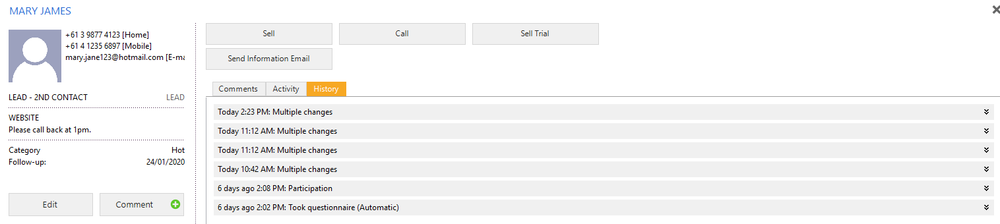 MARY JAMES
+61 3 9877 4123 [Home]
+61 4 1235 6897 [Mobile]
mary.jane123@hotmail.com [E-ma
LEAD - 2ND CONTACT LEAD
WEBSITE
Please call back at 1pm.
Category Hot
Follow-up: 24/01/2020
Edit Comment
Sell Call Sell Trial
Send Information Email
Comments Activity History
Today 2:23 PM: Multiple changes
Today 11:12 AM: Multiple changes
Today 11:12 AM: Multiple changes
Today 10:42 AM: Multiple changes
6 days ago 2:08 PM: Participation
6 days ago 2:02 PM: Took questionnaire (Automatic)